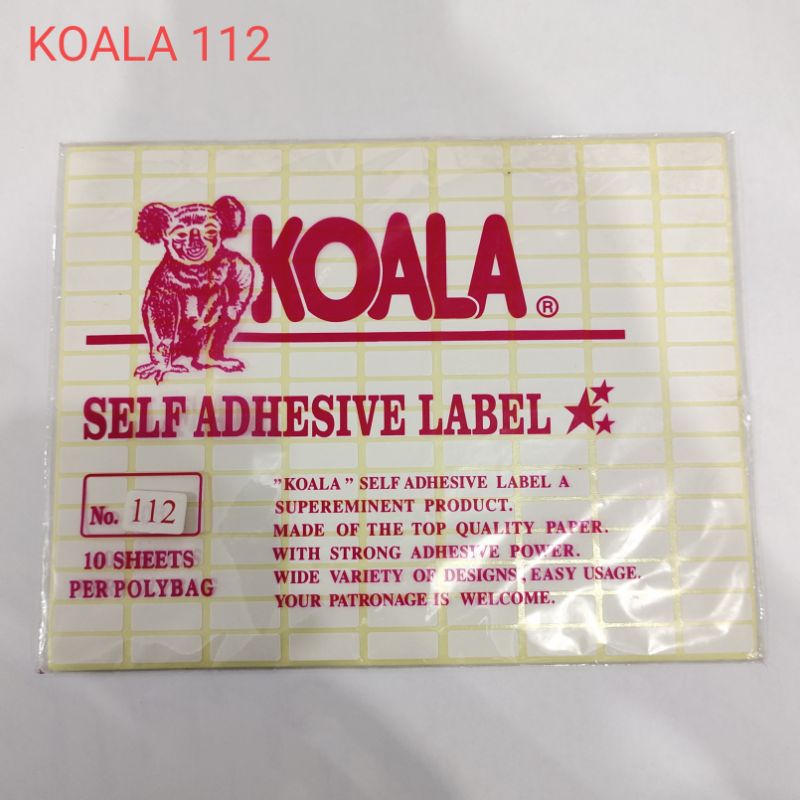 KOALA 112
KOALA ®
SELF ADHESIVE LABEL
No. 112
10 SHEETS
PER POLYBAG
"KOALA" SELF ADHESIVE LABEL A
SUPEREMINENT PRODUCT.
MADE OF THE TOP QUALITY PAPER.
WITH STRONG ADHESIVE POWER.
WIDE VARIETY OF DESIGNS, EASY USAGE.
YOUR PATRONAGE IS WELCOME.